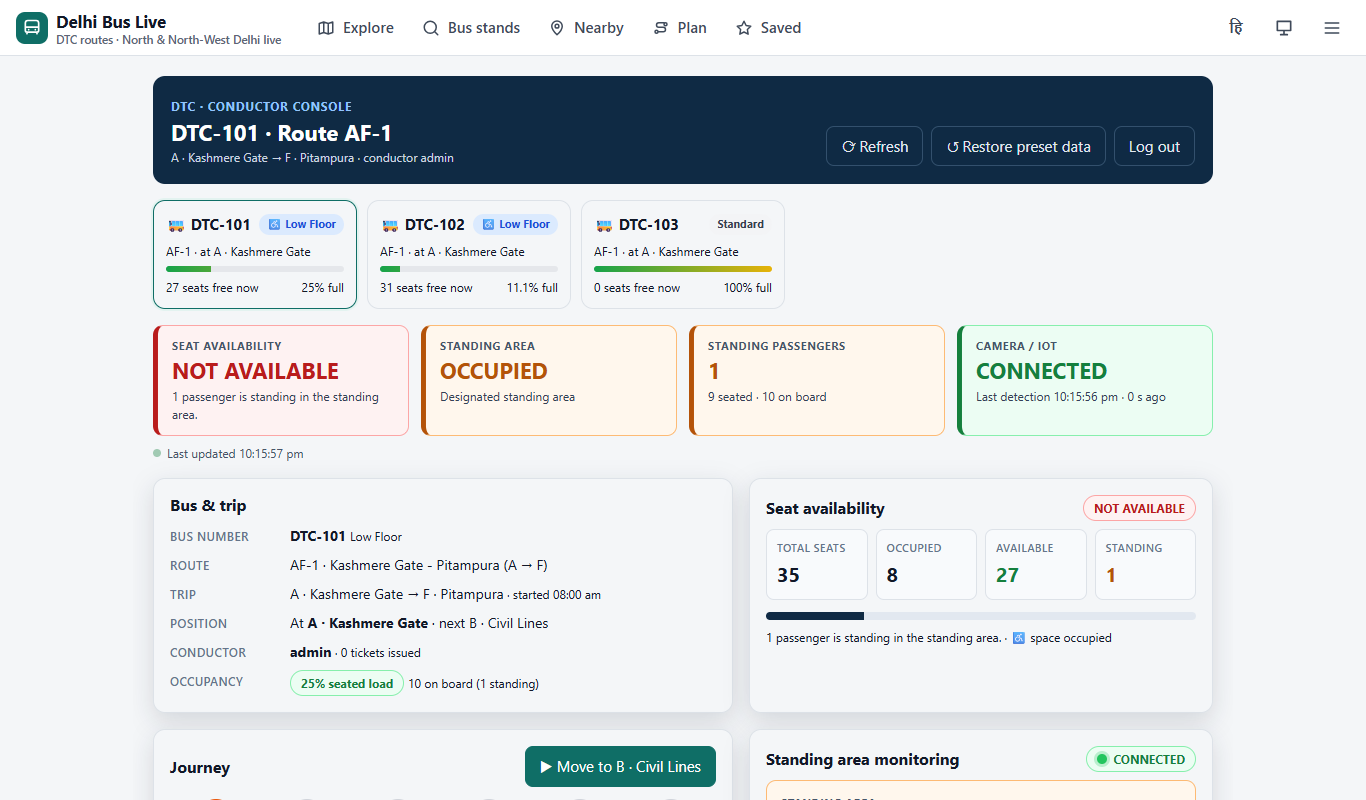 Delhi Bus Live
DTC routes · North & North-West Delhi live
Explore
Bus stands
Nearby
Plan
Saved
हि
DTC · CONDUCTOR CONSOLE
DTC-101 · Route AF-1
A · Kashmere Gate → F · Pitampura · conductor admin
⟳ Refresh
↺ Restore preset data
Log out
DTC-101
♿ Low Floor
AF-1 · at A · Kashmere Gate
27 seats free now
25% full
DTC-102
♿ Low Floor
AF-1 · at A · Kashmere Gate
31 seats free now
11.1% full
DTC-103
Standard
AF-1 · at A · Kashmere Gate
0 seats free now
100% full
SEAT AVAILABILITY
NOT AVAILABLE
1 passenger is standing in the standing
area.
STANDING AREA
OCCUPIED
Designated standing area
STANDING PASSENGERS
1
9 seated · 10 on board
CAMERA / IOT
CONNECTED
Last detection 10:15:56 pm · 0 s ago
Last updated 10:15:57 pm
Bus & trip
BUS NUMBER
DTC-101 Low Floor
ROUTE
AF-1 · Kashmere Gate - Pitampura (A → F)
TRIP
A · Kashmere Gate → F · Pitampura · started 08:00 am
POSITION
At A · Kashmere Gate · next B · Civil Lines
CONDUCTOR
admin · 0 tickets issued
OCCUPANCY
25% seated load 10 on board (1 standing)
Seat availability
NOT AVAILABLE
TOTAL SEATS
35
OCCUPIED
8
AVAILABLE
27
STANDING
1
1 passenger is standing in the standing area. · ♿ space occupied
Journey
▶ Move to B · Civil Lines
Standing area monitoring
CONNECTED